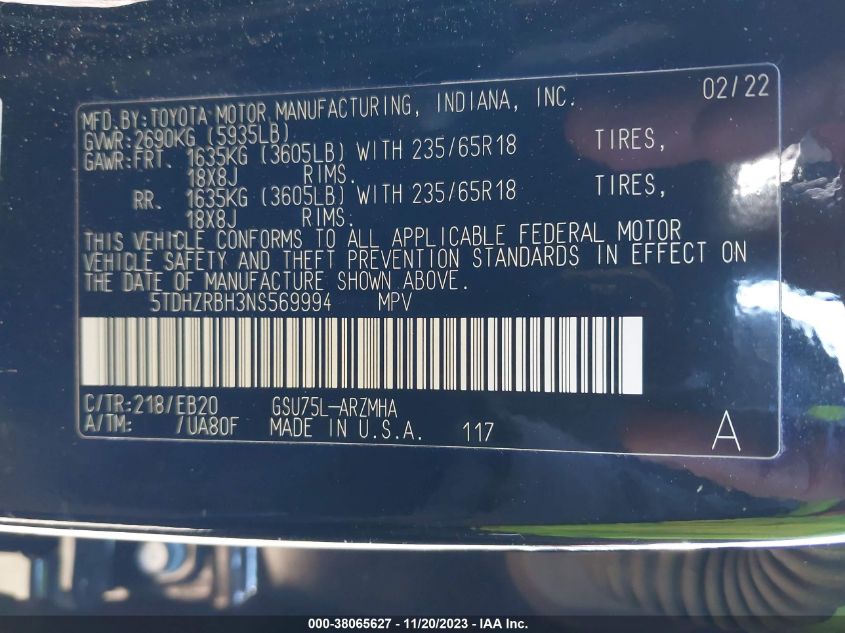 02/22
MFD.BY:TOYOTA MOTOR MANUFACTURING, INDIANA, INC.
GVWR:2690KG (5935LB)
GAWR:FRT. 1635KG (3605LB) WITH 235/65R18 TIRES,
18X8J RIMS.
RR. 1635KG (3605LB) WITH 235/65R18 TIRES,
18X8J RIMS.
THIS VEHICLE CONFORMS TO ALL APPLICABLE FEDERAL MOTOR
VEHICLE SAFETY AND THEFT PREVENTION STANDARDS IN EFFECT ON
THE DATE OF MANUFACTURE SHOWN ABOVE.
5TDHZRBH3NS569994 MPV
C/TR:218/EB20 GSU75L-ARZMHA
A/TM: /UA80F MADE IN U.S.A. 117 A
000-38065627 - 11/20/2023 - IAA Inc.